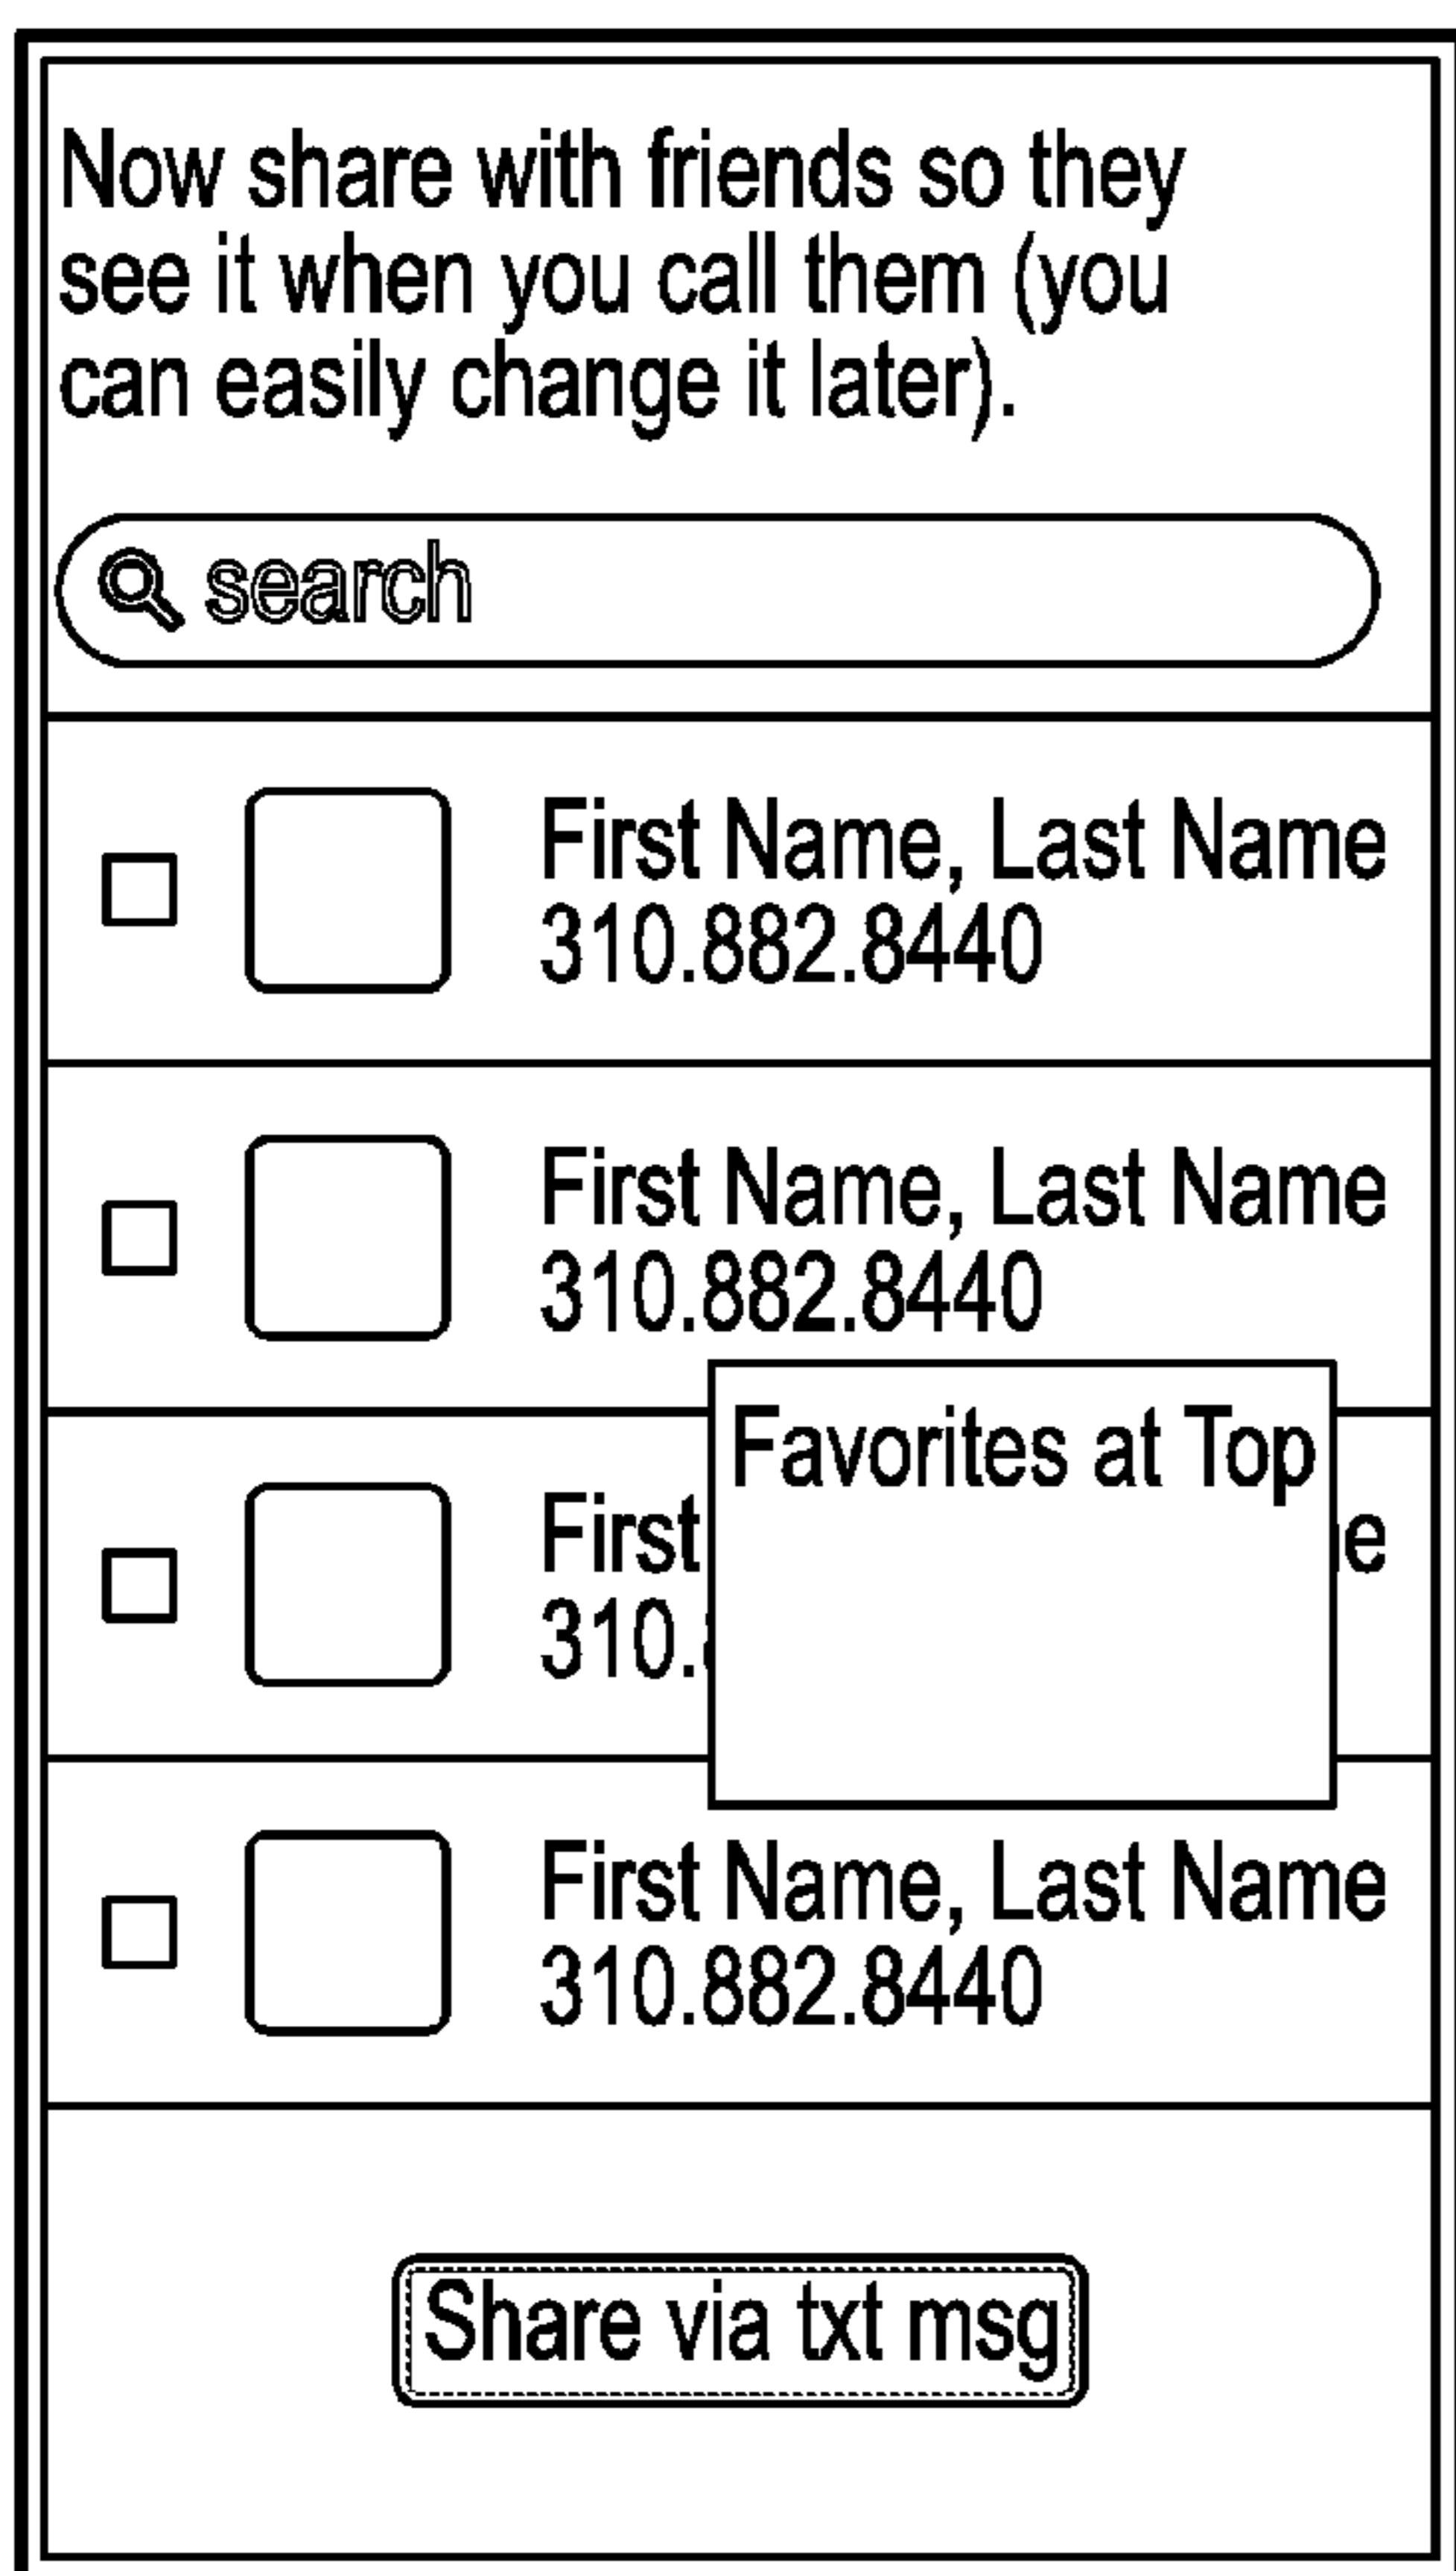 Now share with friends so they
see it when you call them (you
can easily change it later).
search
First Name, Last Name
310.882.8440
First Name, Last Name
310.882.8440
Favorites at Top
First
310.
First Name, Last Name
310.882.8440
Share via txt msg